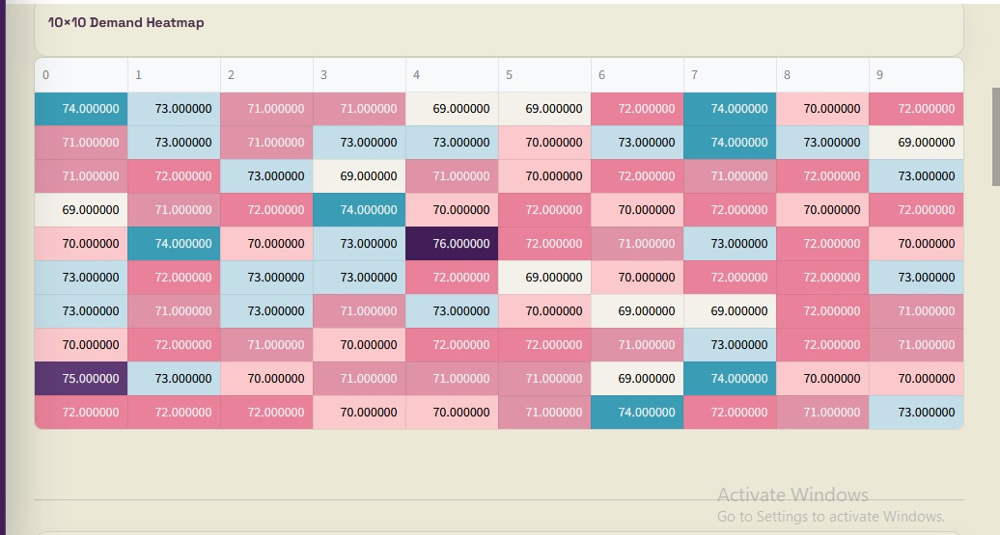 10×10 Demand Heatmap
0 1 2 3 4 5 6 7 8 9
74.000000 73.000000 71.000000 71.000000 69.000000 69.000000 72.000000 74.000000 70.000000 72.000000
71.000000 73.000000 71.000000 73.000000 73.000000 70.000000 73.000000 74.000000 73.000000 69.000000
71.000000 72.000000 73.000000 69.000000 71.000000 70.000000 72.000000 71.000000 72.000000 73.000000
69.000000 71.000000 72.000000 74.000000 70.000000 72.000000 70.000000 72.000000 70.000000 72.000000
70.000000 74.000000 70.000000 73.000000 76.000000 72.000000 71.000000 73.000000 72.000000 70.000000
73.000000 72.000000 73.000000 73.000000 72.000000 69.000000 70.000000 72.000000 72.000000 73.000000
73.000000 71.000000 73.000000 71.000000 73.000000 70.000000 69.000000 69.000000 72.000000 71.000000
70.000000 72.000000 71.000000 70.000000 72.000000 72.000000 71.000000 73.000000 72.000000 71.000000
75.000000 73.000000 70.000000 71.000000 71.000000 71.000000 69.000000 74.000000 70.000000 70.000000
72.000000 72.000000 72.000000 70.000000 70.000000 71.000000 74.000000 72.000000 71.000000 73.000000
Activate Windows
Go to Settings to activate Windows.